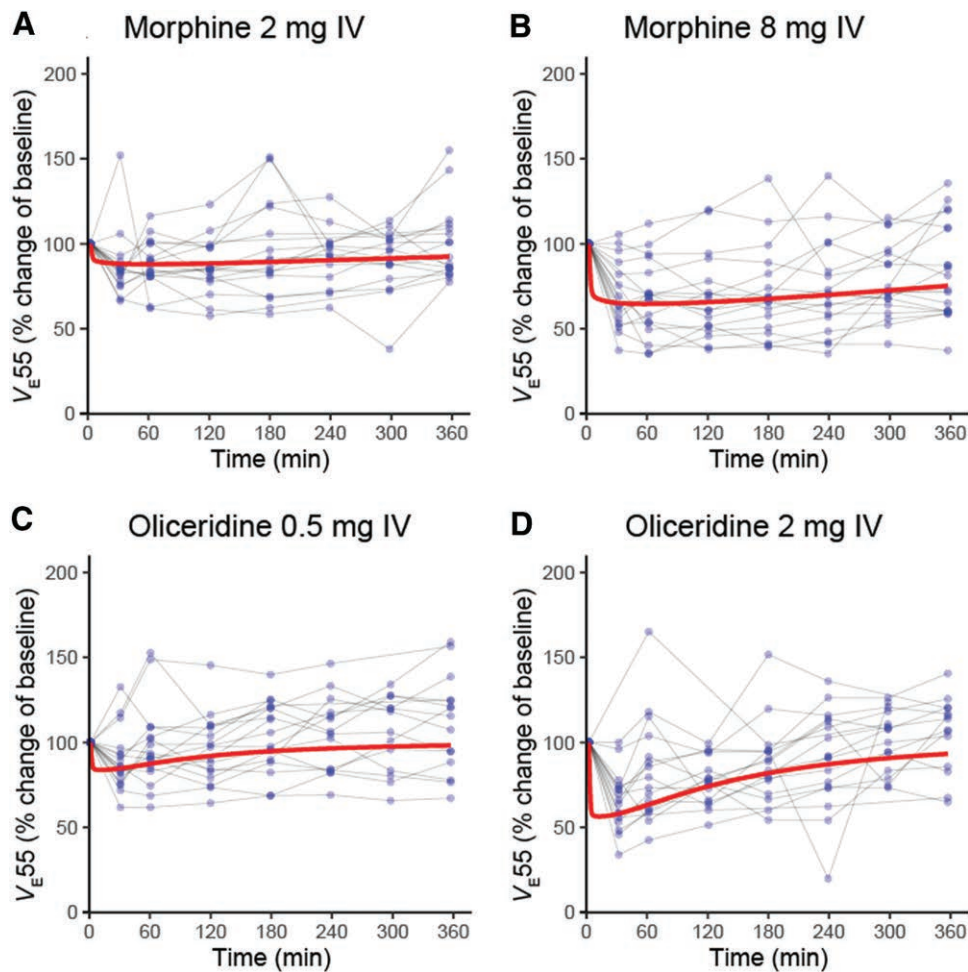 A Morphine 2 mg IV
V_E55 (% change of baseline)
200
150
100
50
0
0 60 120 180 240 300 360
Time (min)
B Morphine 8 mg IV
V_E55 (% change of baseline)
200
150
100
50
0
0 60 120 180 240 300 360
Time (min)
C Oliceridine 0.5 mg IV
V_E55 (% change of baseline)
200
150
100
50
0
0 60 120 180 240 300 360
Time (min)
D Oliceridine 2 mg IV
V_E55 (% change of baseline)
200
150
100
50
0
0 60 120 180 240 300 360
Time (min)